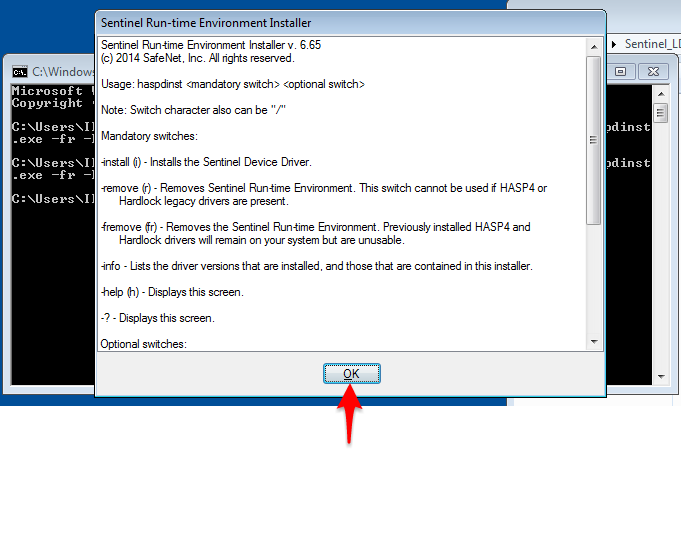 Sentinel Run-time Environment Installer
Sentinel Run-time Environment Installer v. 6.65
(c) 2014 SafeNet, Inc. All rights reserved.
Usage: haspdinst <mandatory switch> <optional switch>
Note: Switch character also can be "/"
Mandatory switches:
-install (i) - Installs the Sentinel Device Driver.
-remove (r) - Removes Sentinel Run-time Environment. This switch cannot be used if HASP4 or
Hardlock legacy drivers are present.
-fremove (fr) - Removes the Sentinel Run-time Environment. Previously installed HASP4 and
Hardlock drivers will remain on your system but are unusable.
-info - Lists the driver versions that are installed, and those that are contained in this installer.
-help (h) - Displays this screen.
-? - Displays this screen.
Optional switches:
OK
Sentinel_LD
C:\Windows
Microsoft W
Copyright
C:\Users\I
pdinst
.exe -fr -
C:\Users\I
pdinst
.exe -fr -
C:\Users\I